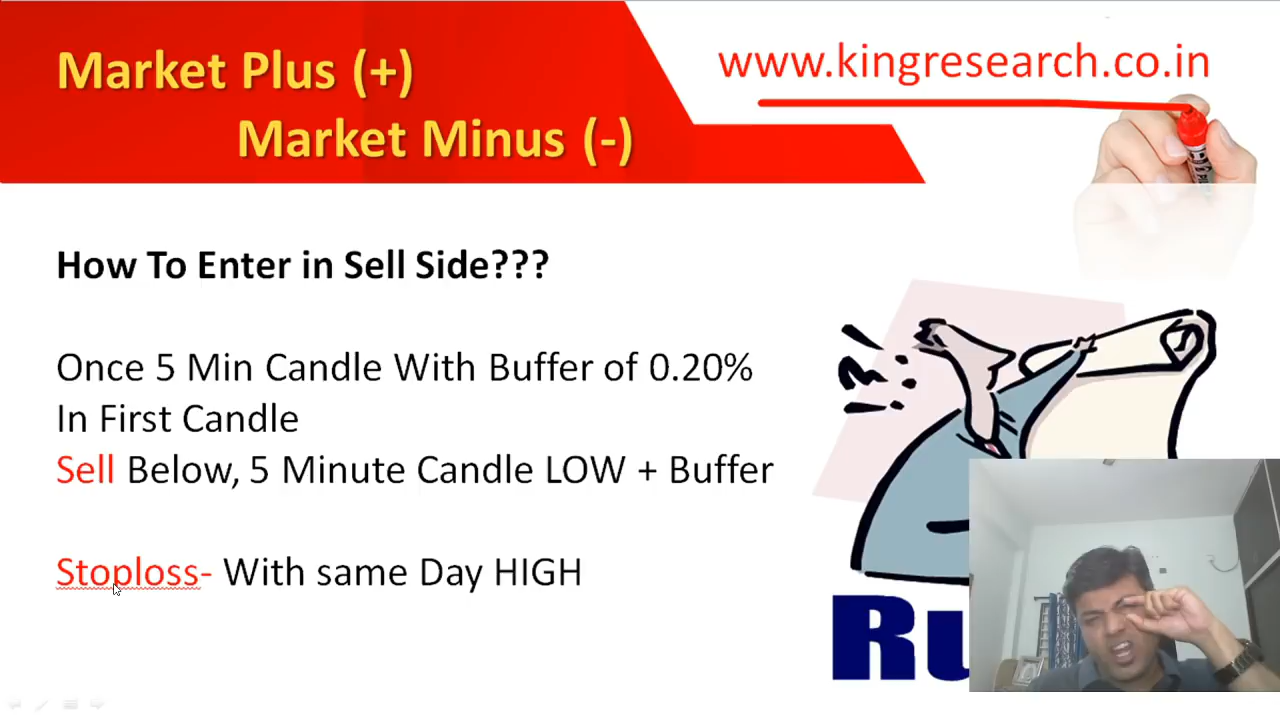 Market Plus (+)
Market Minus (-)
www.kingresearch.co.in
How To Enter in Sell Side???
Once 5 Min Candle With Buffer of 0.20%
In First Candle
Sell Below, 5 Minute Candle LOW + Buffer
Stoploss- With same Day HIGH